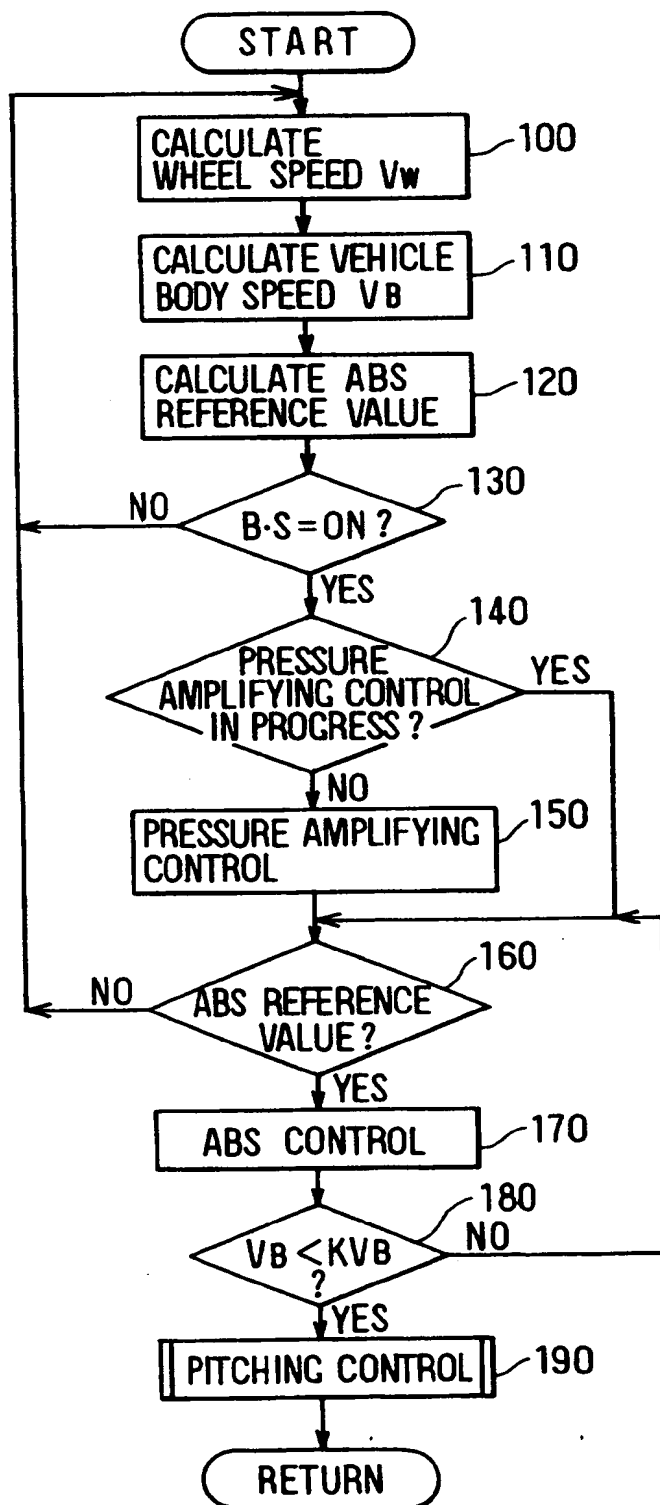 START
CALCULATE
WHEEL SPEED Vw
100
CALCULATE VEHICLE
BODY SPEED VB
110
CALCULATE ABS
REFERENCE VALUE
120
130
NO
B·S=ON?
YES
140
PRESSURE
AMPLIFYING CONTROL
IN PROGRESS?
YES
NO
PRESSURE AMPLIFYING
CONTROL
150
160
NO
ABS REFERENCE
VALUE?
YES
ABS CONTROL
170
180
VB<KVB
?
NO
YES
PITCHING CONTROL
190
RETURN